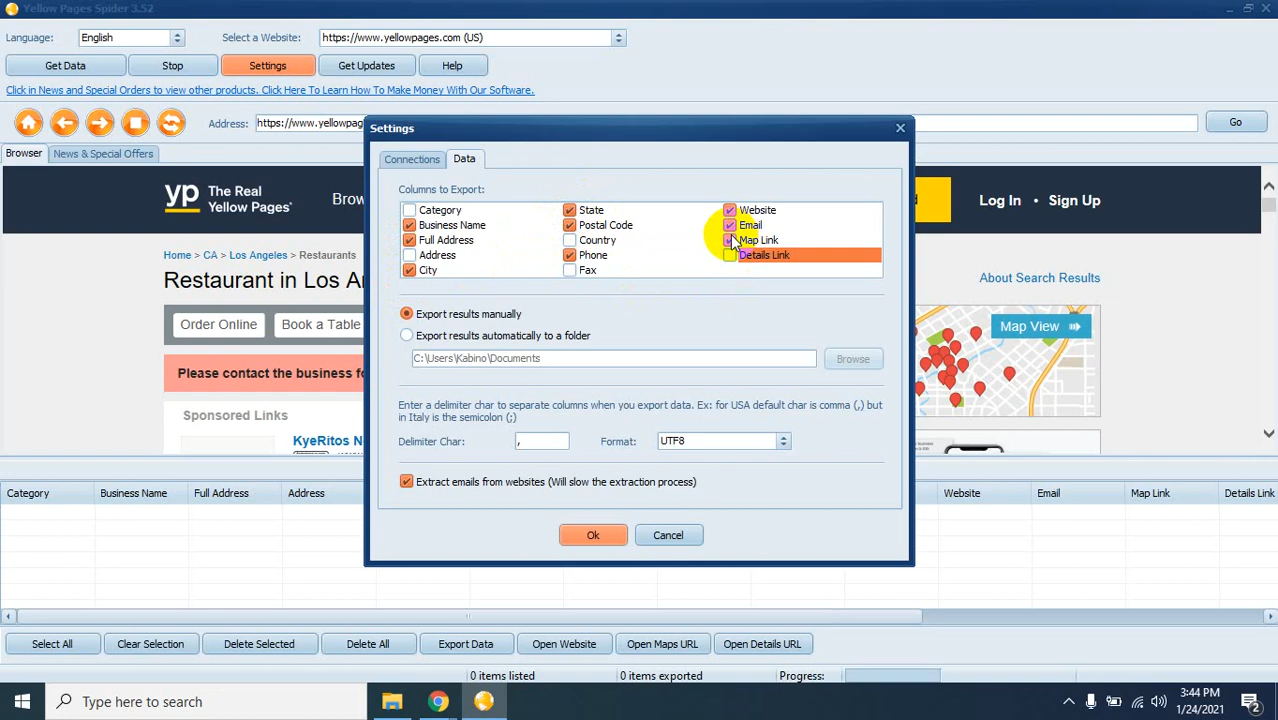 Yellow Pages Spider 3.52
Language: English Select a Website: https://www.yellowpages.com (US)
Get Data Stop Settings Get Updates Help
Click in News and Special Orders to view other products. Click Here To Learn How To Make Money With Our Software.
Address: https://www.yellowpag Go
Settings
Browser News & Special Offers
Connections Data
yp The Real Yellow Pages® Brow Log In • Sign Up
Columns to Export:
Category State Website
Business Name Postal Code Email
Full Address Country Map Link
Address Phone Details Link
City Fax
Home > CA > Los Angeles > Restaurants
Restaurant in Los A
About Search Results
Order Online Book a Table
Export results manually
Map View
Export results automatically to a folder
C:\Users\Kabino\Documents Browse
Please contact the business fo
Enter a delimiter char to separate columns when you export data. Ex: for USA default char is comma (,) but
in Italy is the semicolon (;)
Sponsored Links
KyeRitos N
Delimiter Char: , Format: UTF8
Extract emails from websites (Will slow the extraction process)
Category Business Name Full Address Address Website Email Map Link Details Link
Ok Cancel
Select All Clear Selection Delete Selected Delete All Export Data Open Website Open Maps URL Open Details URL
0 items listed 0 items exported Progress:
Type here to search
3:44 PM
1/24/2021
2